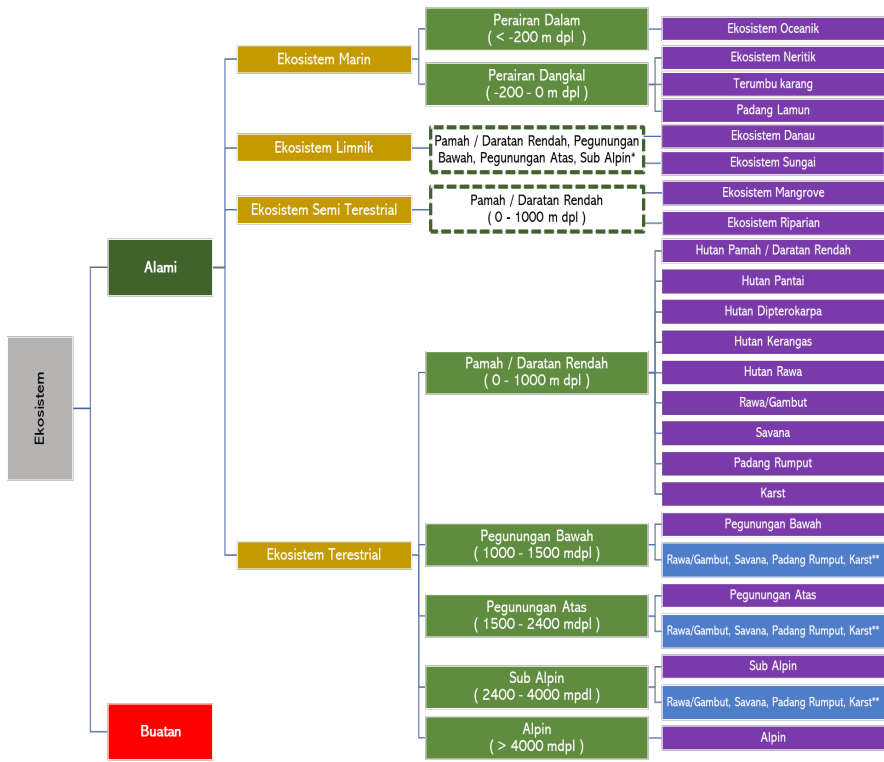 Ekosistem
Alami
Buatan
Ekosistem Marin
Ekosistem Limnik
Ekosistem Semi Terestrial
Ekosistem Terestrial
Perairan Dalam
( < -200 m dpl )
Perairan Dangkal
( -200 - 0 m dpl )
Pamah / Daratan Rendah, Pegunungan
Bawah, Pegunungan Atas, Sub Alpin*
Pamah / Daratan Rendah
( 0 - 1000 m dpl )
Pamah / Daratan Rendah
( 0 - 1000 m dpl )
Pegunungan Bawah
( 1000 - 1500 mdpl )
Pegunungan Atas
( 1500 - 2400 mdpl )
Sub Alpin
( 2400 - 4000 mpdl )
Alpin
( > 4000 mdpl )
Ekosistem Oceanik
Ekosistem Neritik
Terumbu karang
Padang Lamun
Ekosistem Danau
Ekosistem Sungai
Ekosistem Mangrove
Ekosistem Riparian
Hutan Pamah / Daratan Rendah
Hutan Pantai
Hutan Dipterokarpa
Hutan Kerangas
Hutan Rawa
Rawa/Gambut
Savana
Padang Rumput
Karst
Pegunungan Bawah
Rawa/Gambut, Savana, Padang Rumput, Karst**
Pegunungan Atas
Rawa/Gambut, Savana, Padang Rumput, Karst**
Sub Alpin
Rawa/Gambut, Savana, Padang Rumput, Karst**
Alpin